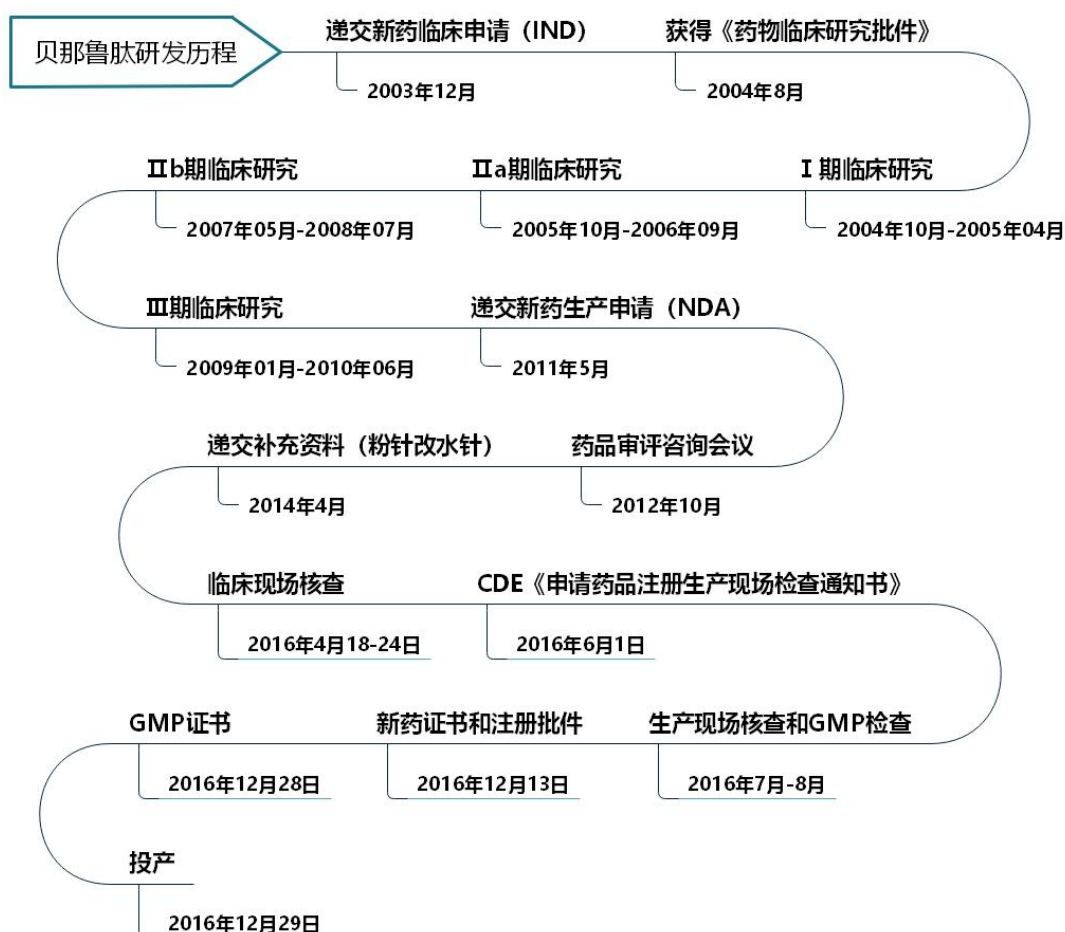 贝那鲁肽研发历程
递交新药临床申请（IND）
2003年12月
获得《药物临床研究批件》
2004年8月
Ⅰ期临床研究
2004年10月-2005年04月
Ⅱa期临床研究
2005年10月-2006年09月
Ⅱb期临床研究
2007年05月-2008年07月
Ⅲ期临床研究
2009年01月-2010年06月
递交新药生产申请（NDA）
2011年5月
药品审评咨询会议
2012年10月
递交补充资料（粉针改水针）
2014年4月
临床现场核查
2016年4月18-24日
CDE《申请药品注册生产现场检查通知书》
2016年6月1日
生产现场核查和GMP检查
2016年7月-8月
新药证书和注册批件
2016年12月13日
GMP证书
2016年12月28日
投产
2016年12月29日